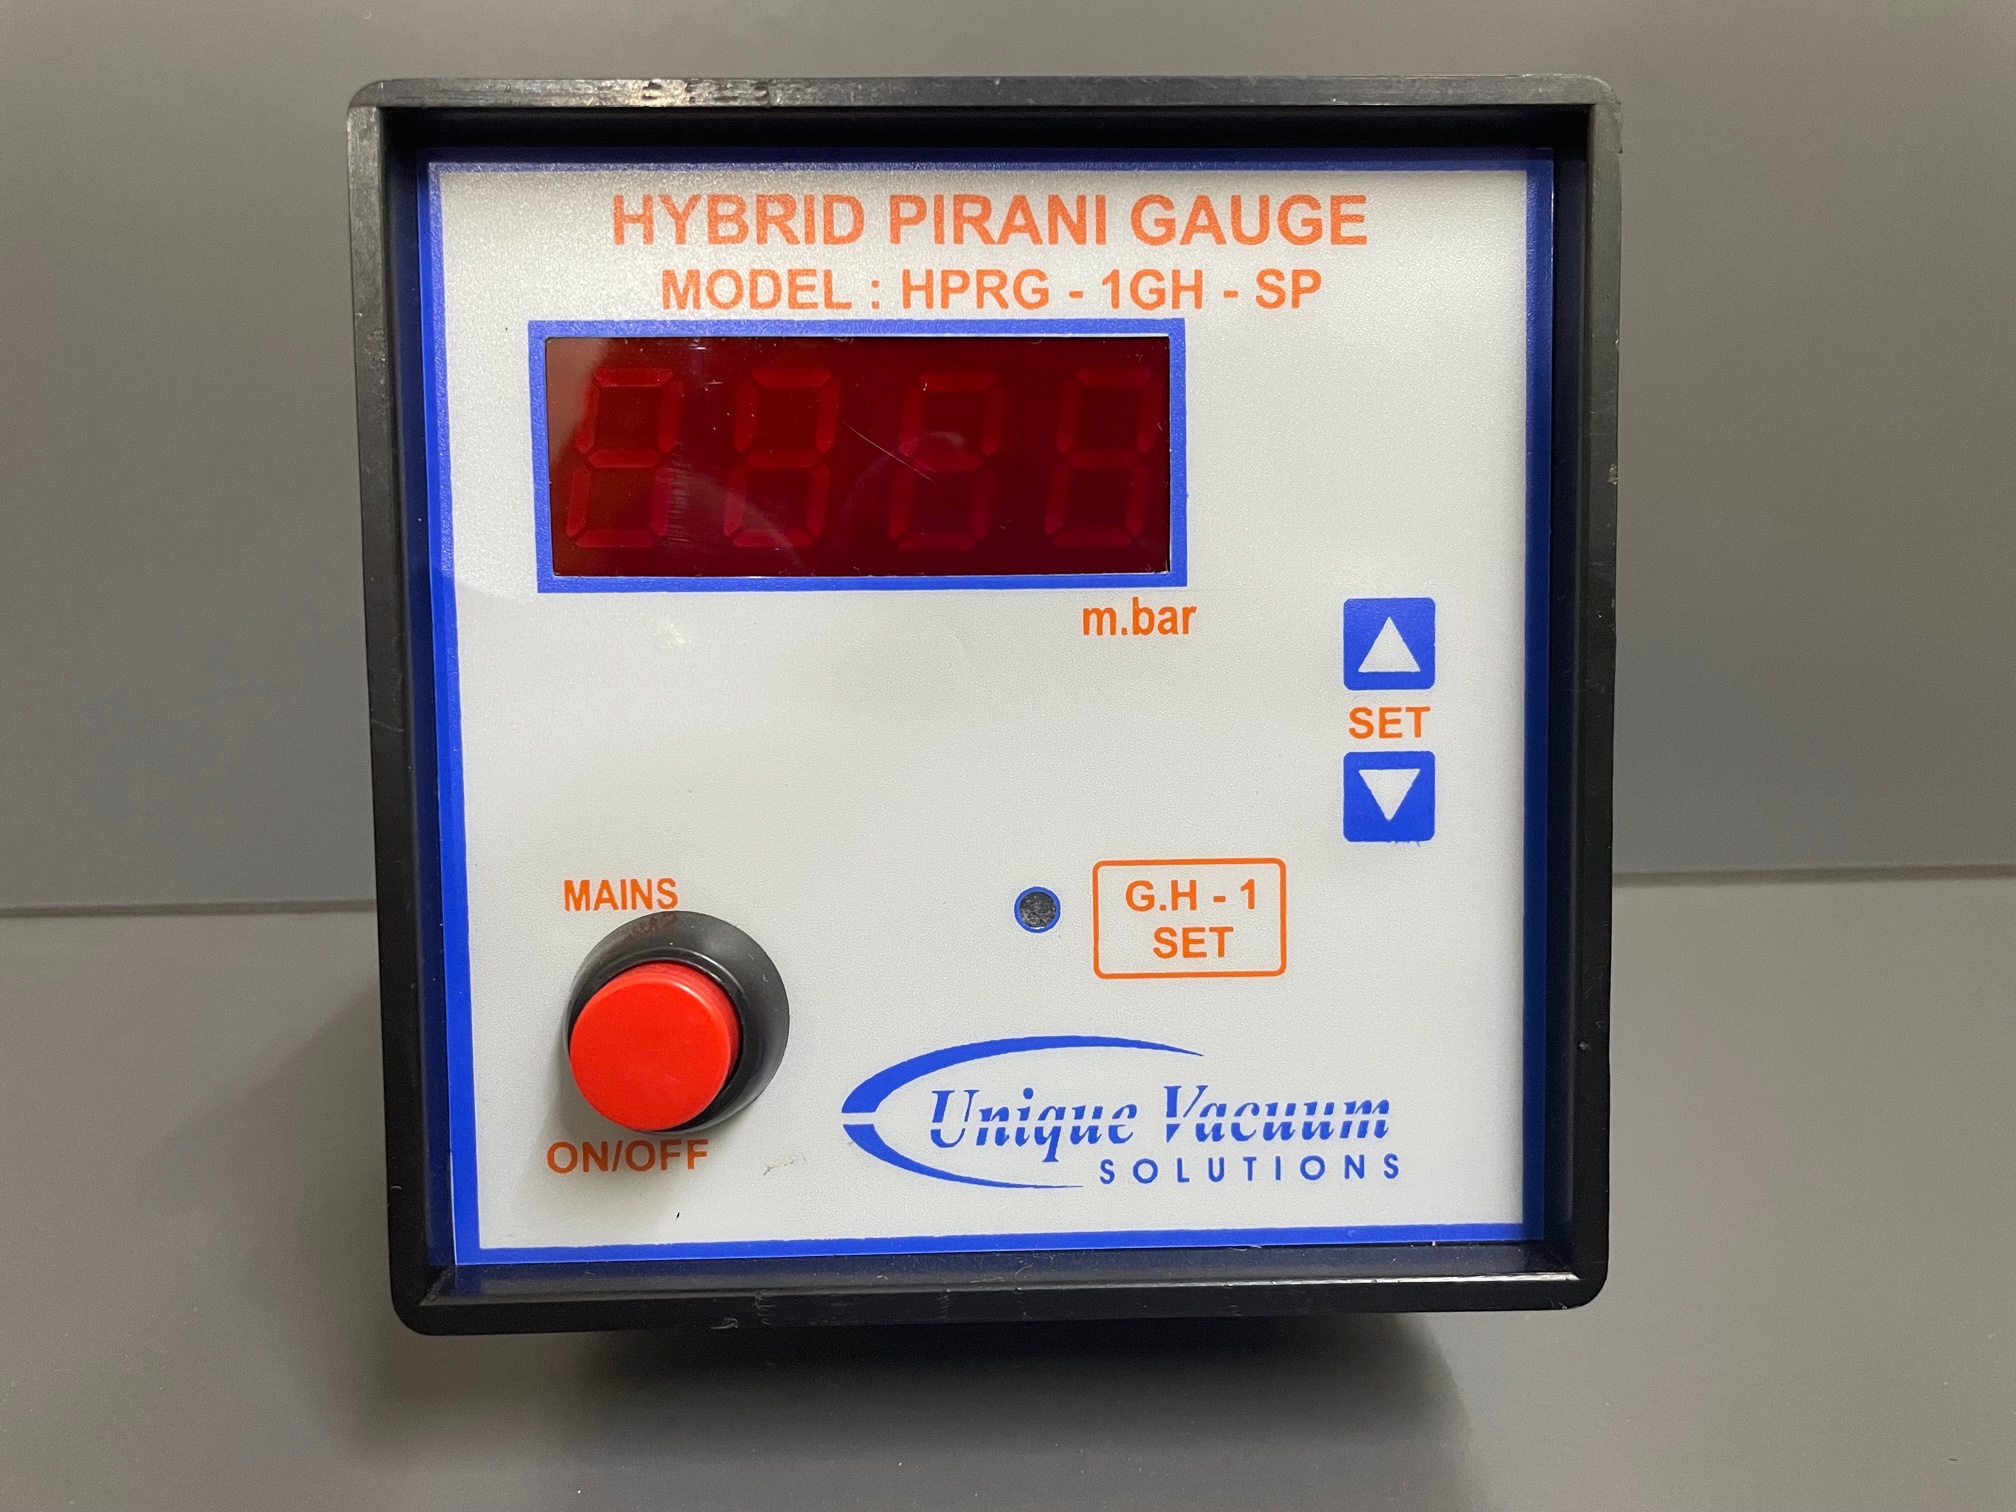 HYBRID PIRANI GAUGE
MODEL : HPRG - 1GH - SP
m.bar
SET
MAINS
G.H - 1
SET
ON/OFF
Unique Vacuum
SOLUTIONS